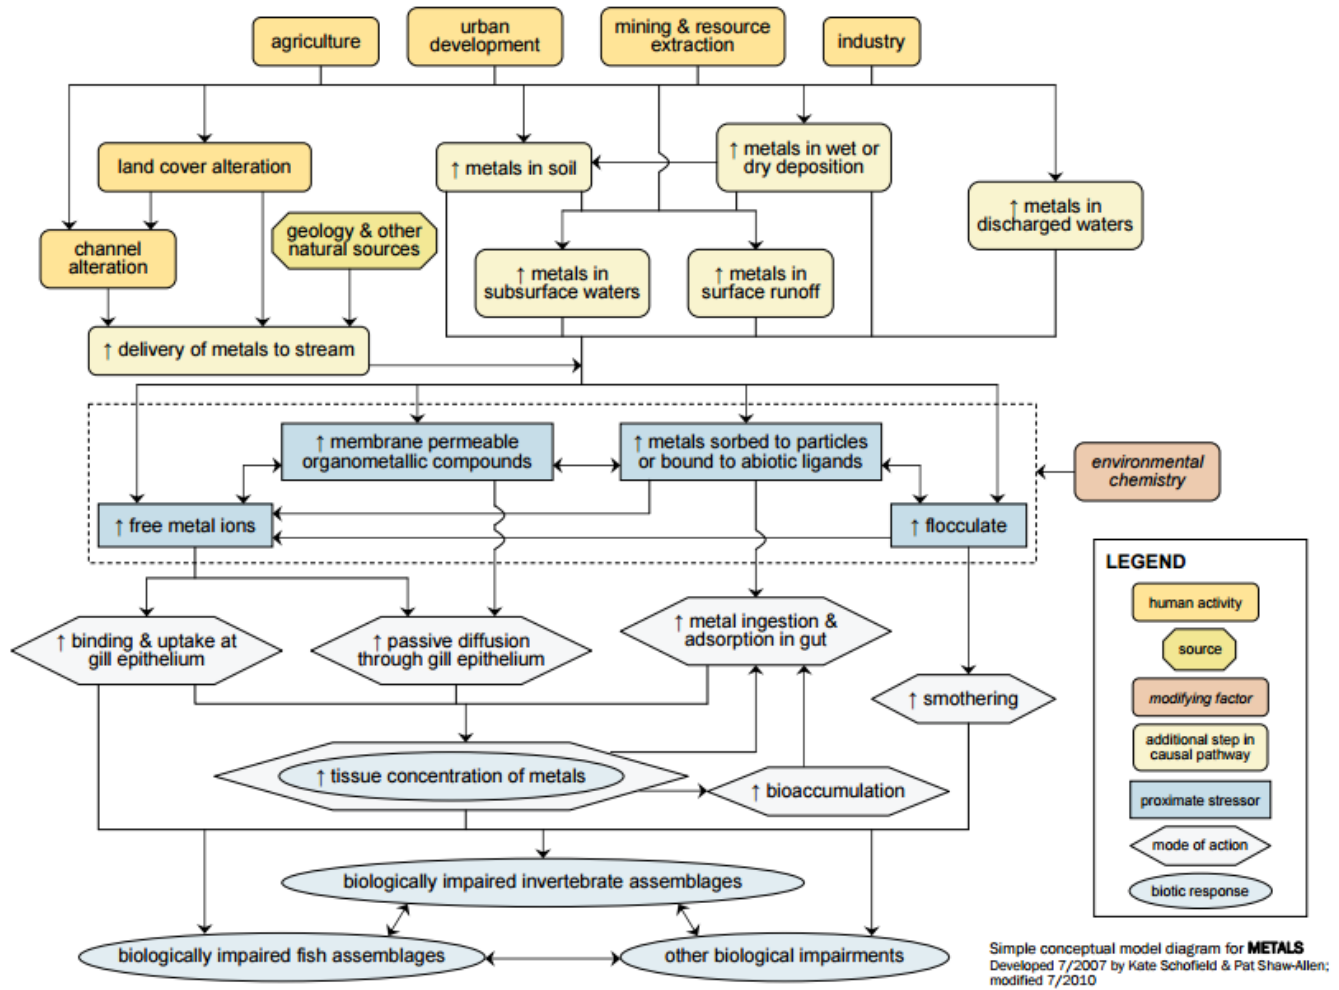 agriculture
urban
development
mining & resource
extraction
industry
land cover alteration
↑ metals in soil
↑ metals in wet or
dry deposition
↑ metals in
discharged waters
channel
alteration
geology & other
natural sources
↑ metals in
subsurface waters
↑ metals in
surface runoff
↑ delivery of metals to stream
↑ membrane permeable
organometallic compounds
↑ metals sorbed to particles
or bound to abiotic ligands
environmental
chemistry
↑ free metal ions
↑ flocculate
↑ binding & uptake at
gill epithelium
↑ passive diffusion
through gill epithelium
↑ metal ingestion &
adsorption in gut
↑ smothering
↑ tissue concentration of metals
↑ bioaccumulation
biologically impaired invertebrate assemblages
biologically impaired fish assemblages
other biological impairments
LEGEND
human activity
source
modifying factor
additional step in
causal pathway
proximate stressor
mode of action
biotic response
Simple conceptual model diagram for METALS
Developed 7/2007 by Kate Schofield & Pat Shaw-Allen;
modified 7/2010